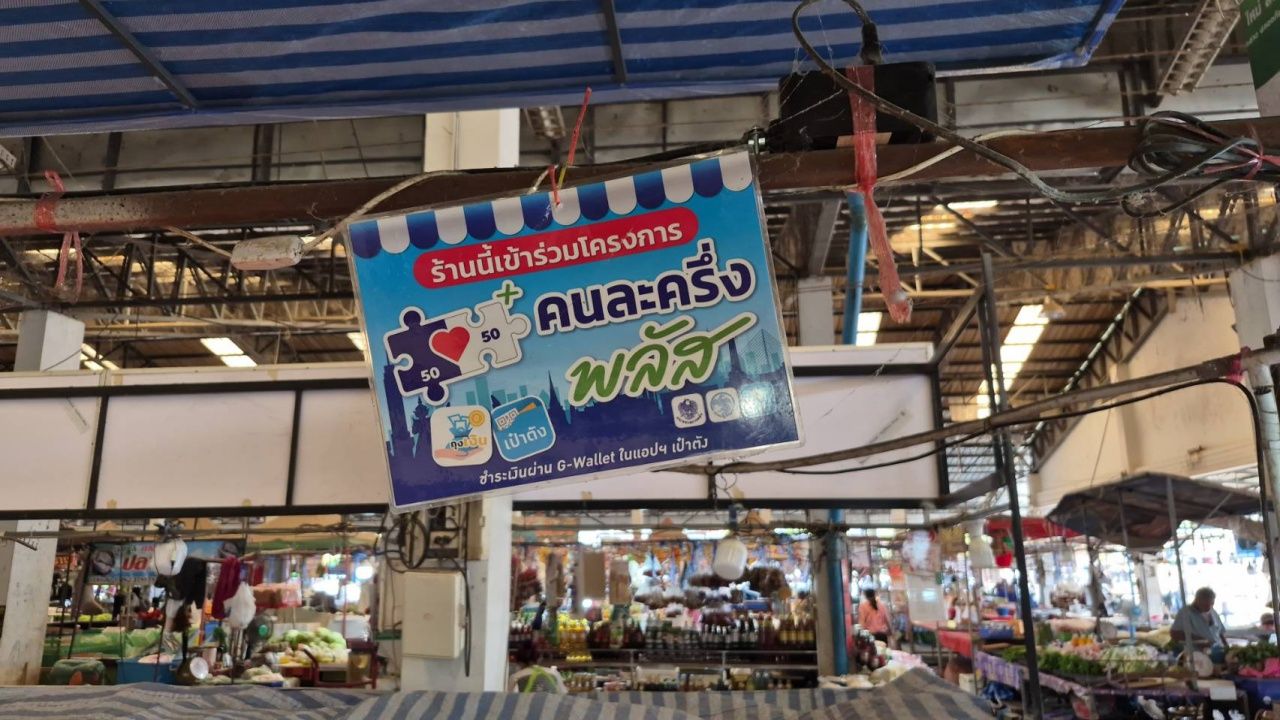 ร้านนี้เข้าร่วมโครงการ
คนละครึ่ง
พลัส
50
50
ถุงเงิน
เป๋าตัง
ชำระเงินผ่าน G-Wallet ในแอปฯ เป๋าตัง